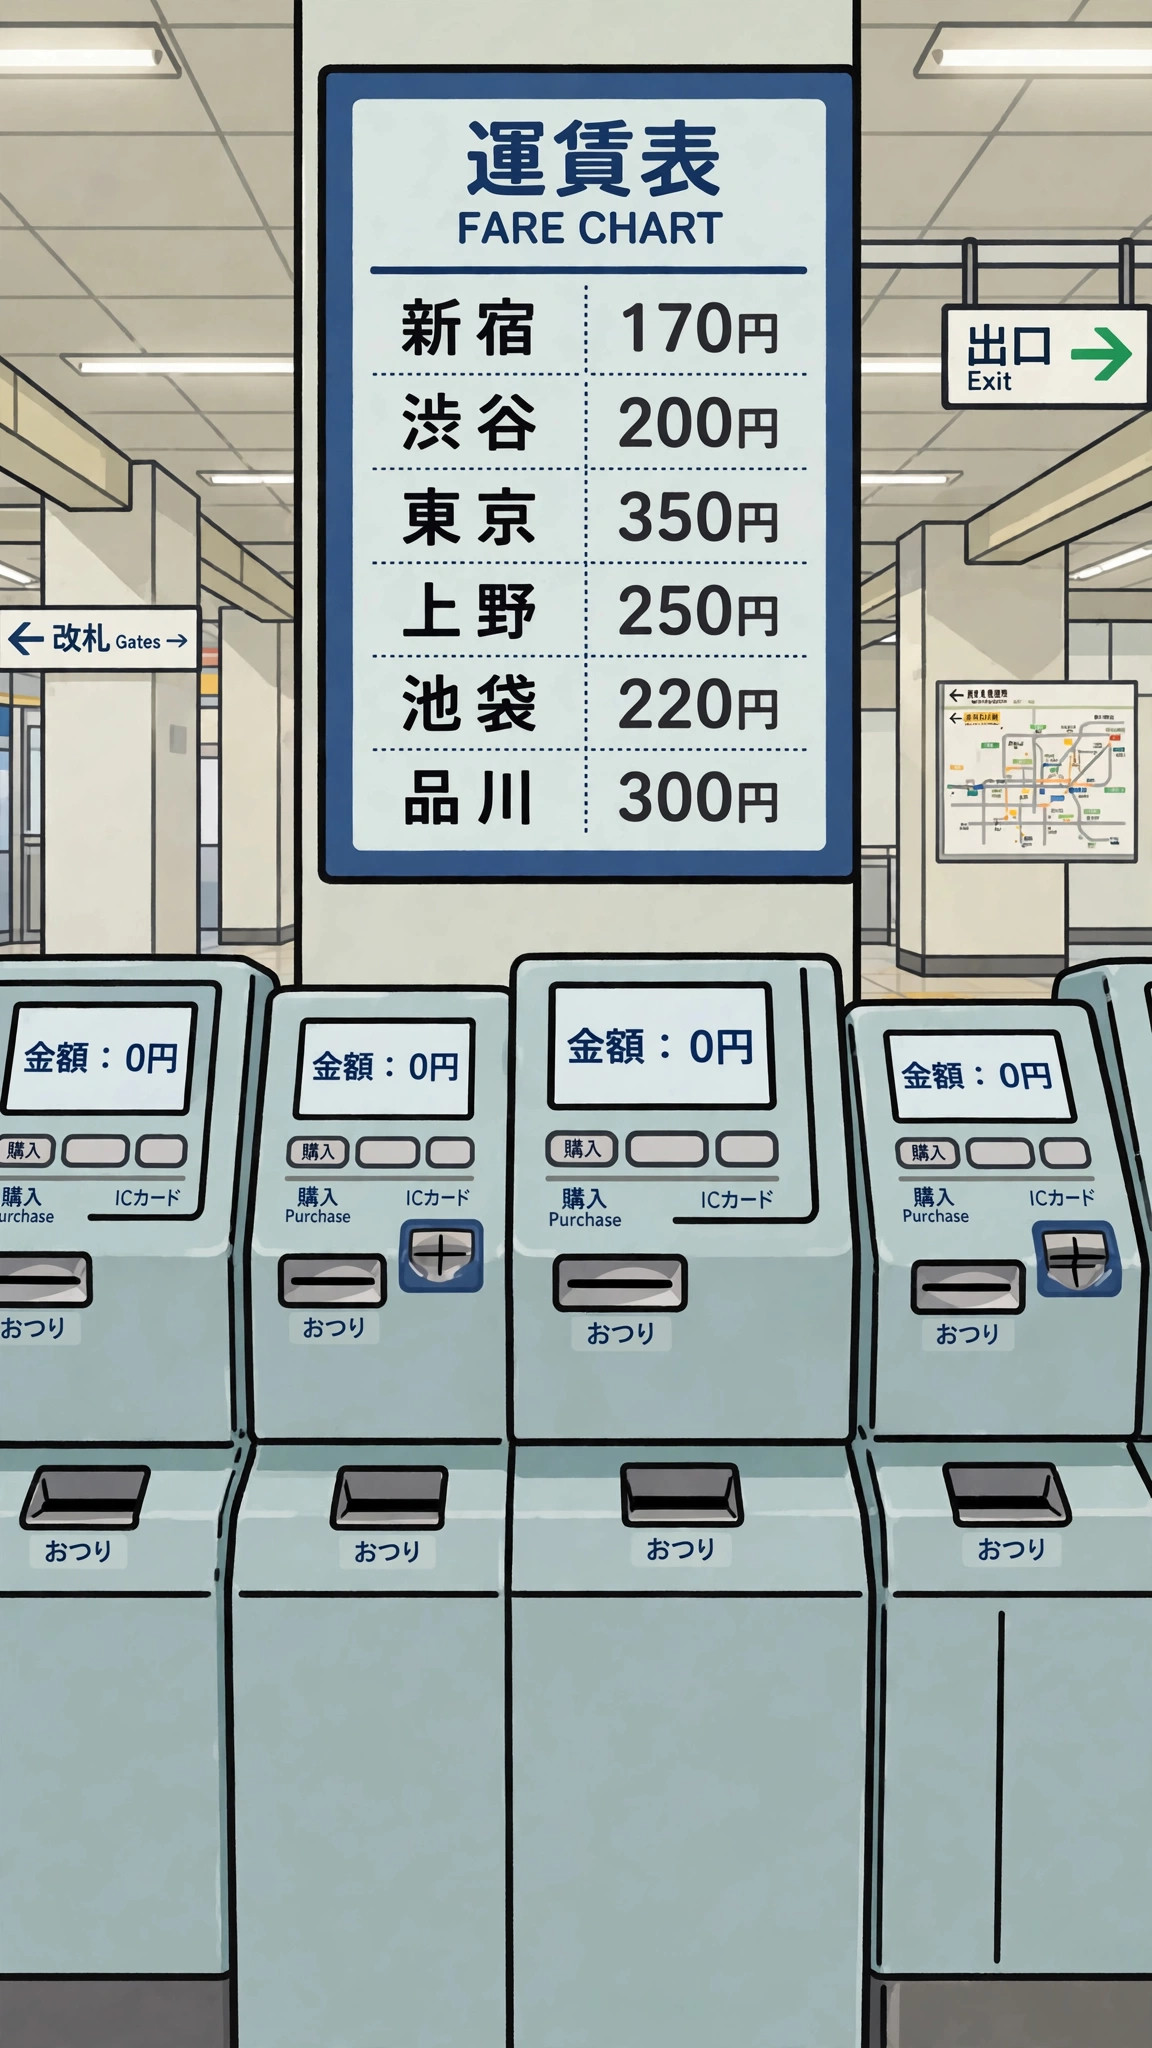 運賃表
FARE CHART
新宿 170円
渋谷 200円
東京 350円
上野 250円
池袋 220円
品川 300円
出口
Exit
改札 Gates
金額：0円
購入
購入 ICカード
urchase
おつり
おつり
金額：0円
購入
購入 ICカード
Purchase
おつり
おつり
金額：0円
購入
購入 ICカード
Purchase
おつり
おつり
金額：0円
購入
購入 ICカード
Purchase
おつり
おつり